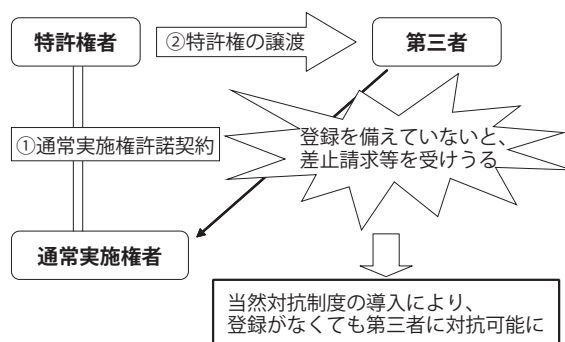 特許権者
②特許権の譲渡
第三者
①通常実施権許諾契約
登録を備えていないと、
差止請求等を受けうる
通常実施権者
当然対抗制度の導入により、
登録がなくても第三者に対抗可能に